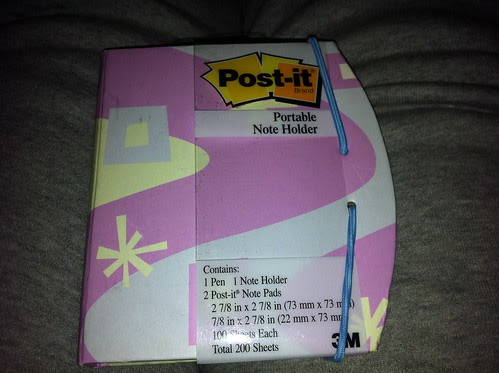 Post-it
Brand
Portable
Note Holder
Contains:
1 Pen 1 Note Holder
2 Post-it® Note Pads
2 7/8 in x 2 7/8 in (73 mm x 73 mm)
7/8 in x 2 7/8 in (22 mm x 73 mm
100 Sheets Each
Total 200 Sheets
3M